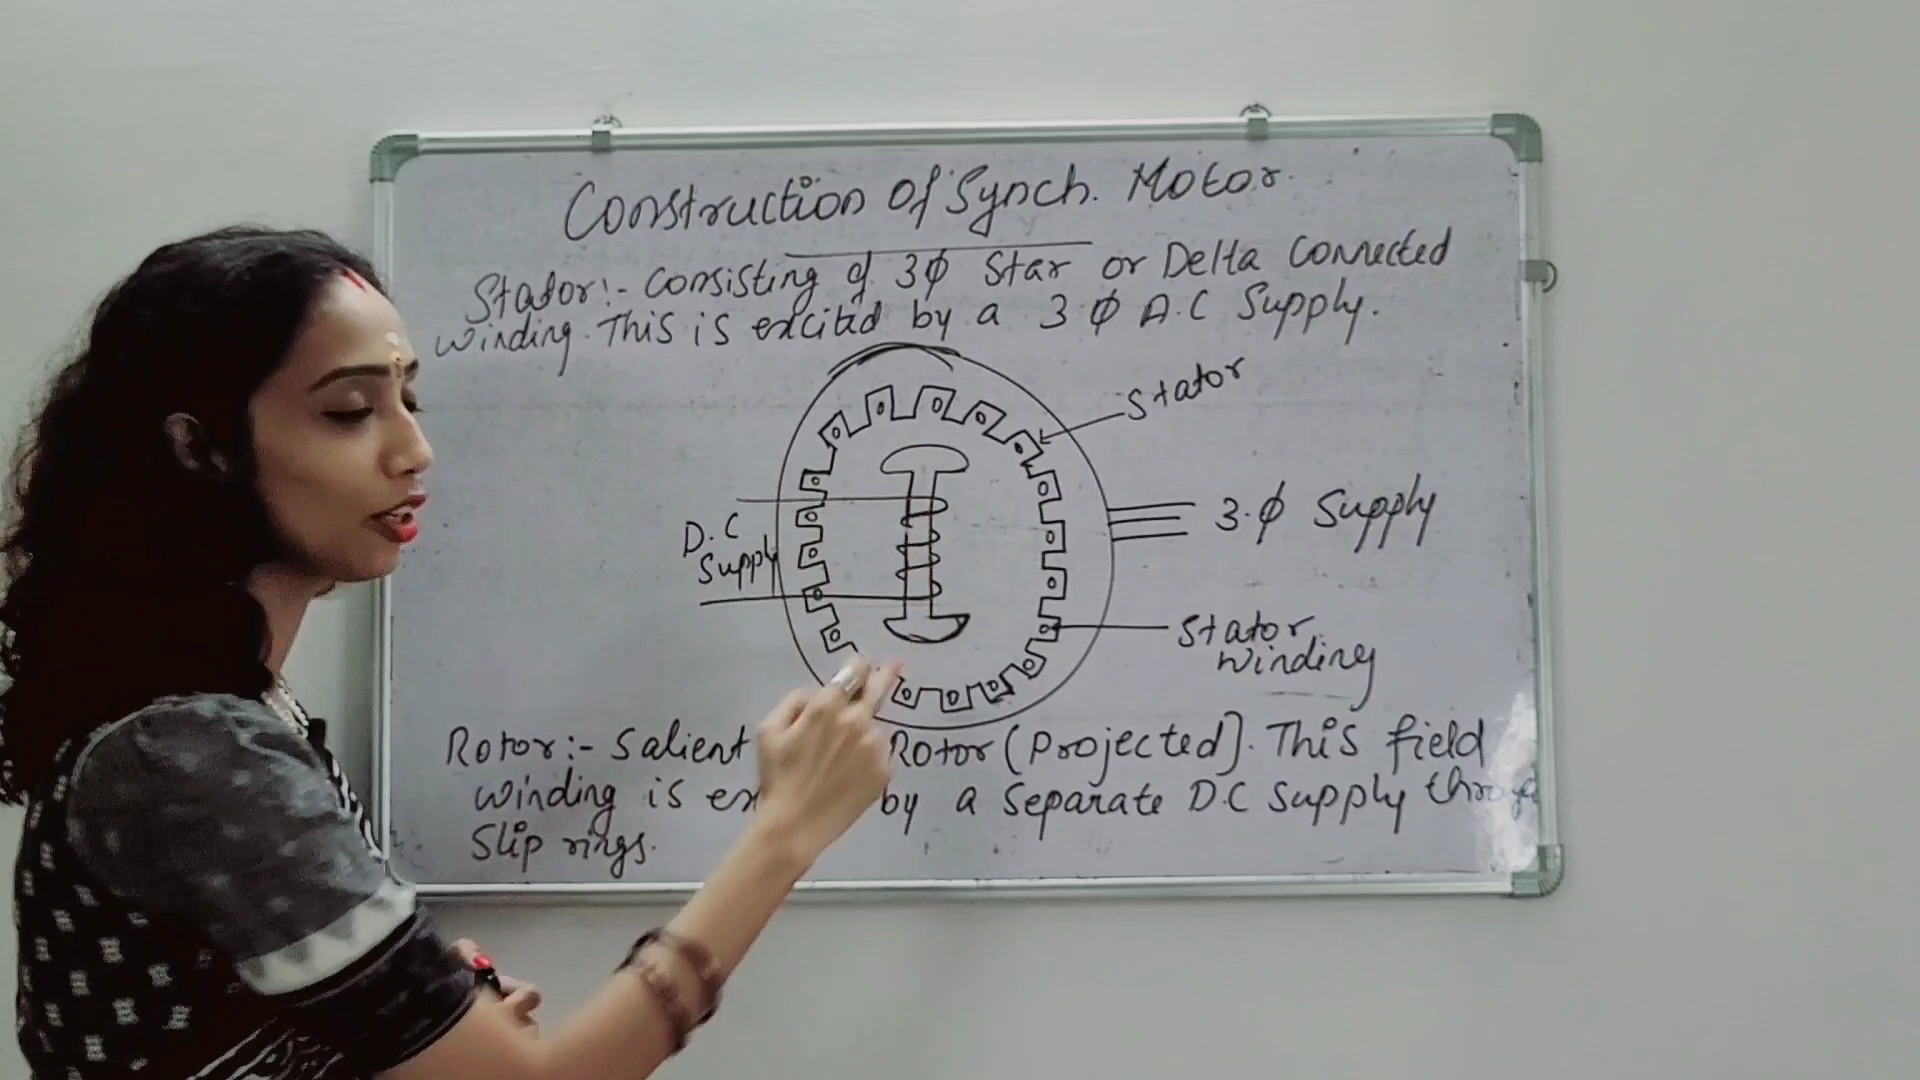 Construction Of Synch. Motor.
Stator:- Consisting of 3ϕ Star or Delta Connected
winding. This is excited by a 3 ϕ A.C Supply.
Stator
D.C
Supply
3.ϕ Supply
Stator
winding
Rotor:- Salient Rotor (Projected]. This field
winding is by a Separate D.C Supply through
Slip rings.